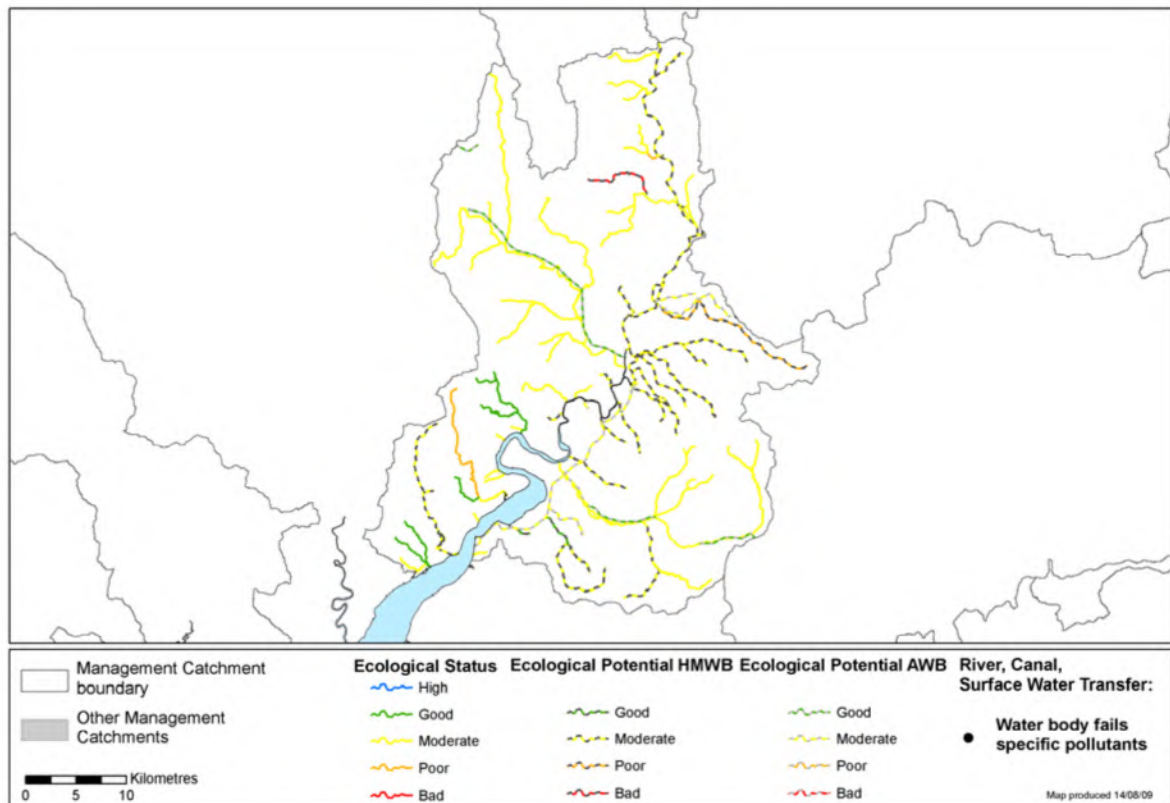 Management Catchment
boundary
Other Management
Catchments
Kilometres
0 5 10
Ecological Status
High
Good
Moderate
Poor
Bad
Ecological Potential HMWB
Good
Moderate
Poor
Bad
Ecological Potential AWB
Good
Moderate
Poor
Bad
River, Canal,
Surface Water Transfer:
Water body fails
specific pollutants
Map produced 14/08/09